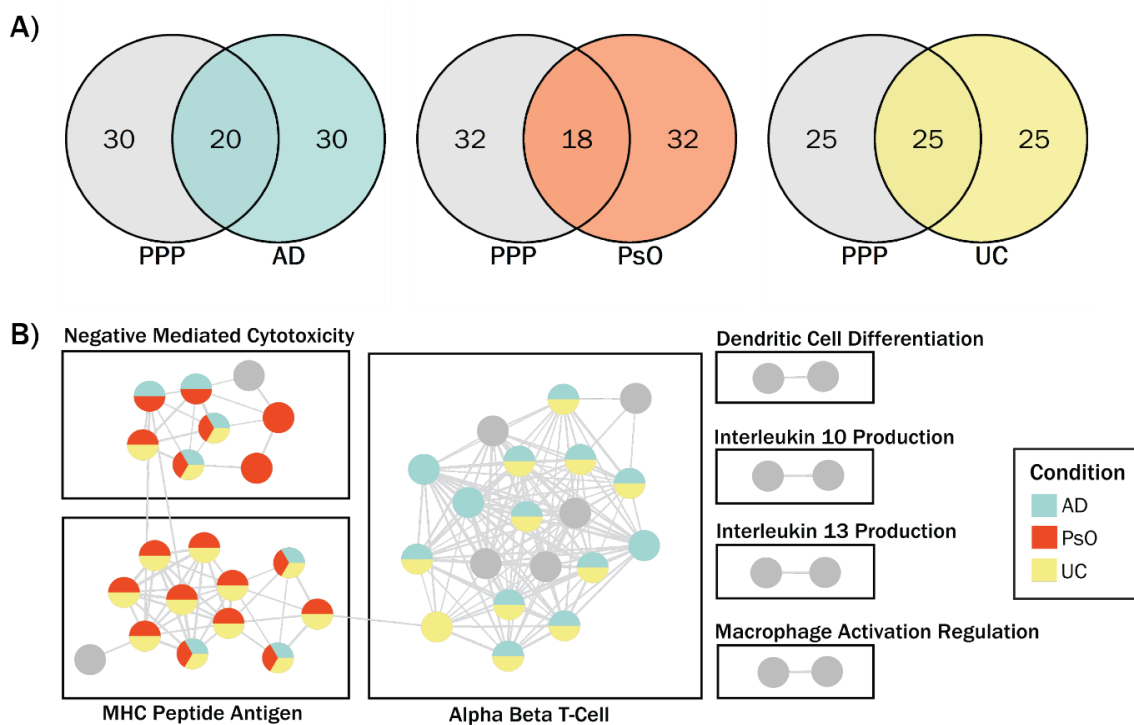 A)
30 20 30
PPP AD
32 18 32
PPP PsO
25 25 25
PPP UC
B)
Negative Mediated Cytotoxicity
MHC Peptide Antigen
Alpha Beta T-Cell
Dendritic Cell Differentiation
Interleukin 10 Production
Interleukin 13 Production
Macrophage Activation Regulation
Condition
AD
PsO
UC